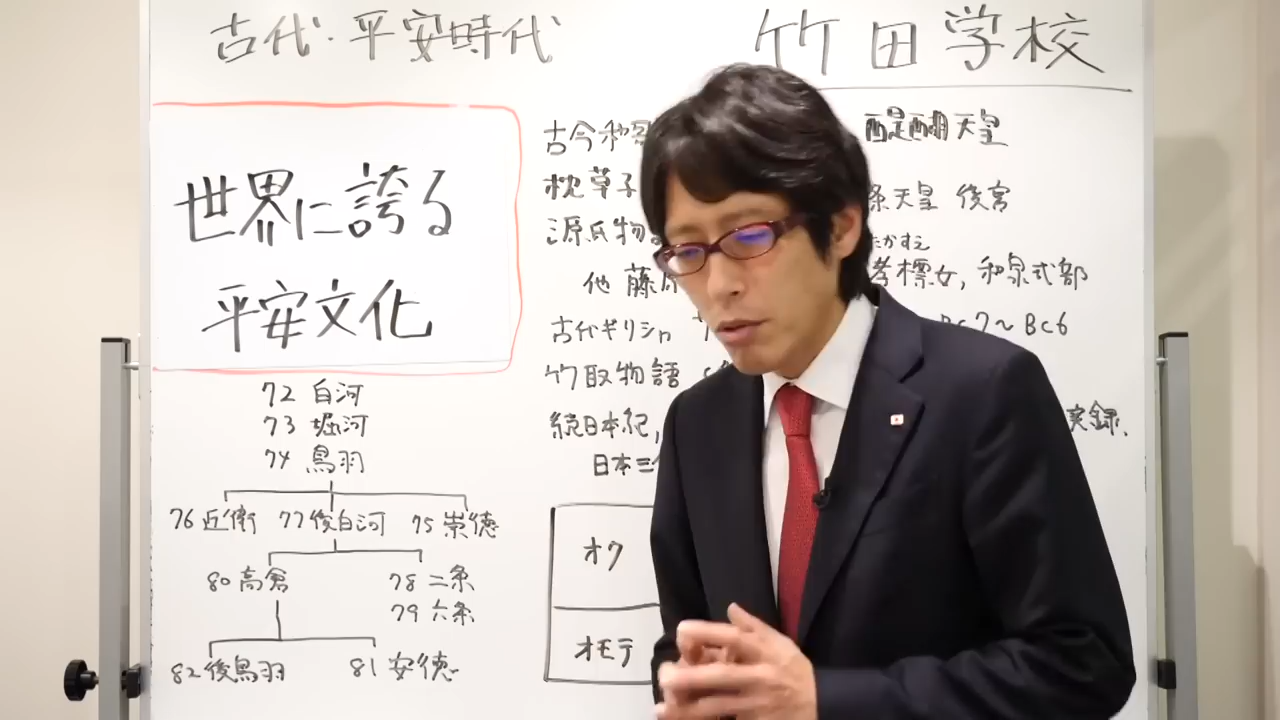 古代・平安時代
竹田学校
世界に誇る
平安文化
72 白河
73 堀河
74 鳥羽
76 近衛 77 後白河 75 崇徳
80 高倉 78 二条
79 六条
82 後鳥羽 81 安徳
古今和 醍醐天皇
枕草子 条天皇 後宮
源氏物 たかすえ
他 藤原 孝標女, 和泉式部
古代ギリシャ BC7〜BC6
竹取物語
続日本紀, 実録、
日本三
オク
オモテ